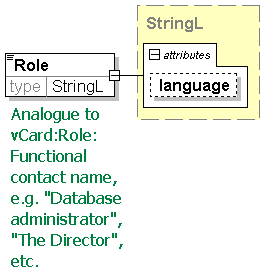 StringL
attributes
language
Role
type StringL
Analogue to
vCard:Role:
Functional
contact name,
e.g. "Database
administrator",
"The Director",
etc.